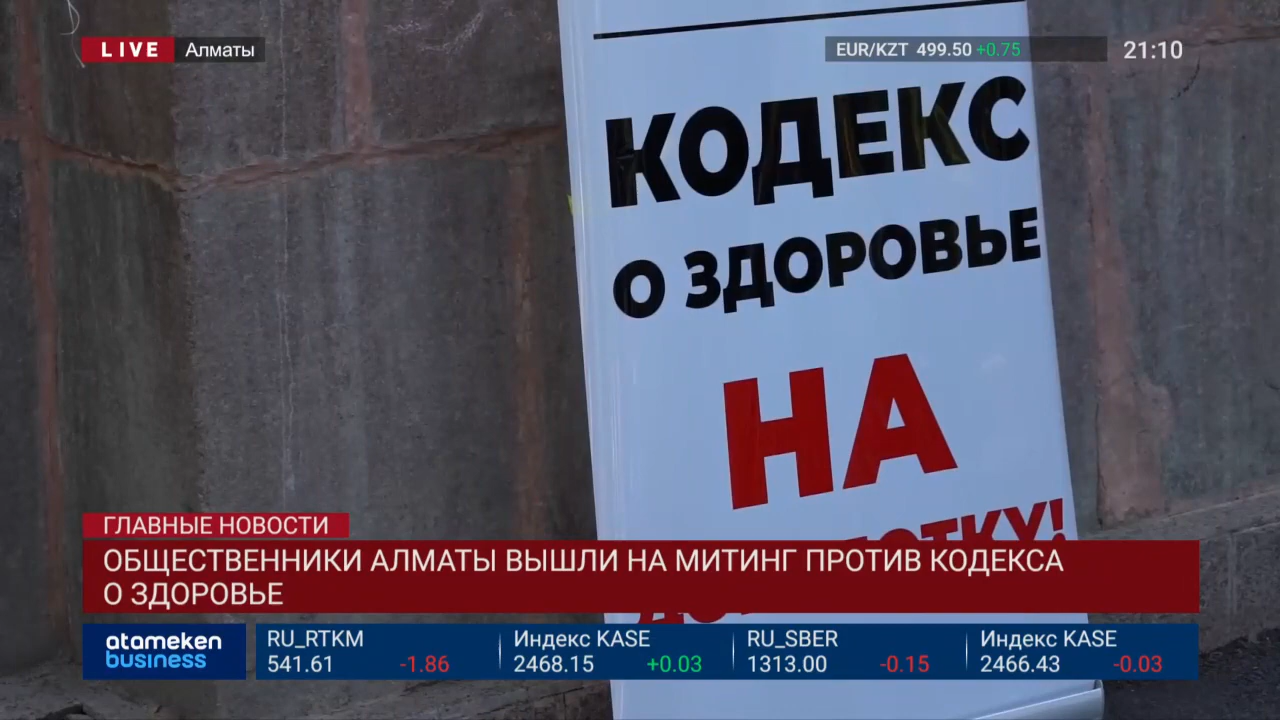 LIVE Алматы
EUR/KZT 499.50 +0.75
21:10
КОДЕКС
О ЗДОРОВЬЕ
НА
ГЛАВНЫЕ НОВОСТИ
ОБЩЕСТВЕННИКИ АЛМАТЫ ВЫШЛИ НА МИТИНГ ПРОТИВ КОДЕКСА
О ЗДОРОВЬЕ
atameken
business
RU_RTKM Индекс KASE RU_SBER Индекс KASE
541.61 -1.86 2468.15 +0.03 1313.00 -0.15 2466.43 -0.03